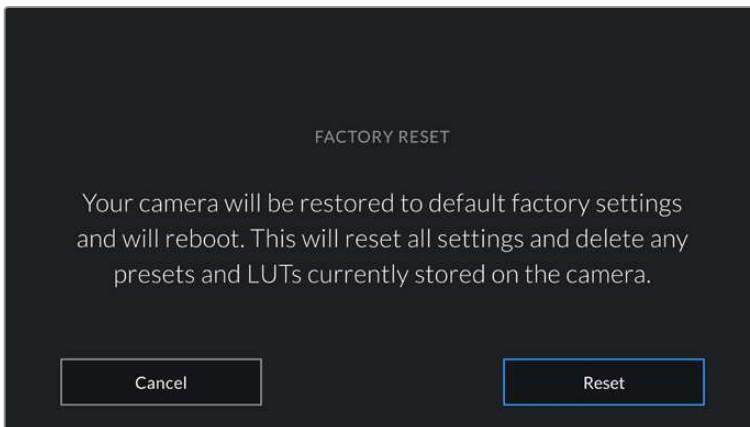 FACTORY RESET
Your camera will be restored to default factory settings
and will reboot. This will reset all settings and delete any
presets and LUTs currently stored on the camera.
Cancel
Reset